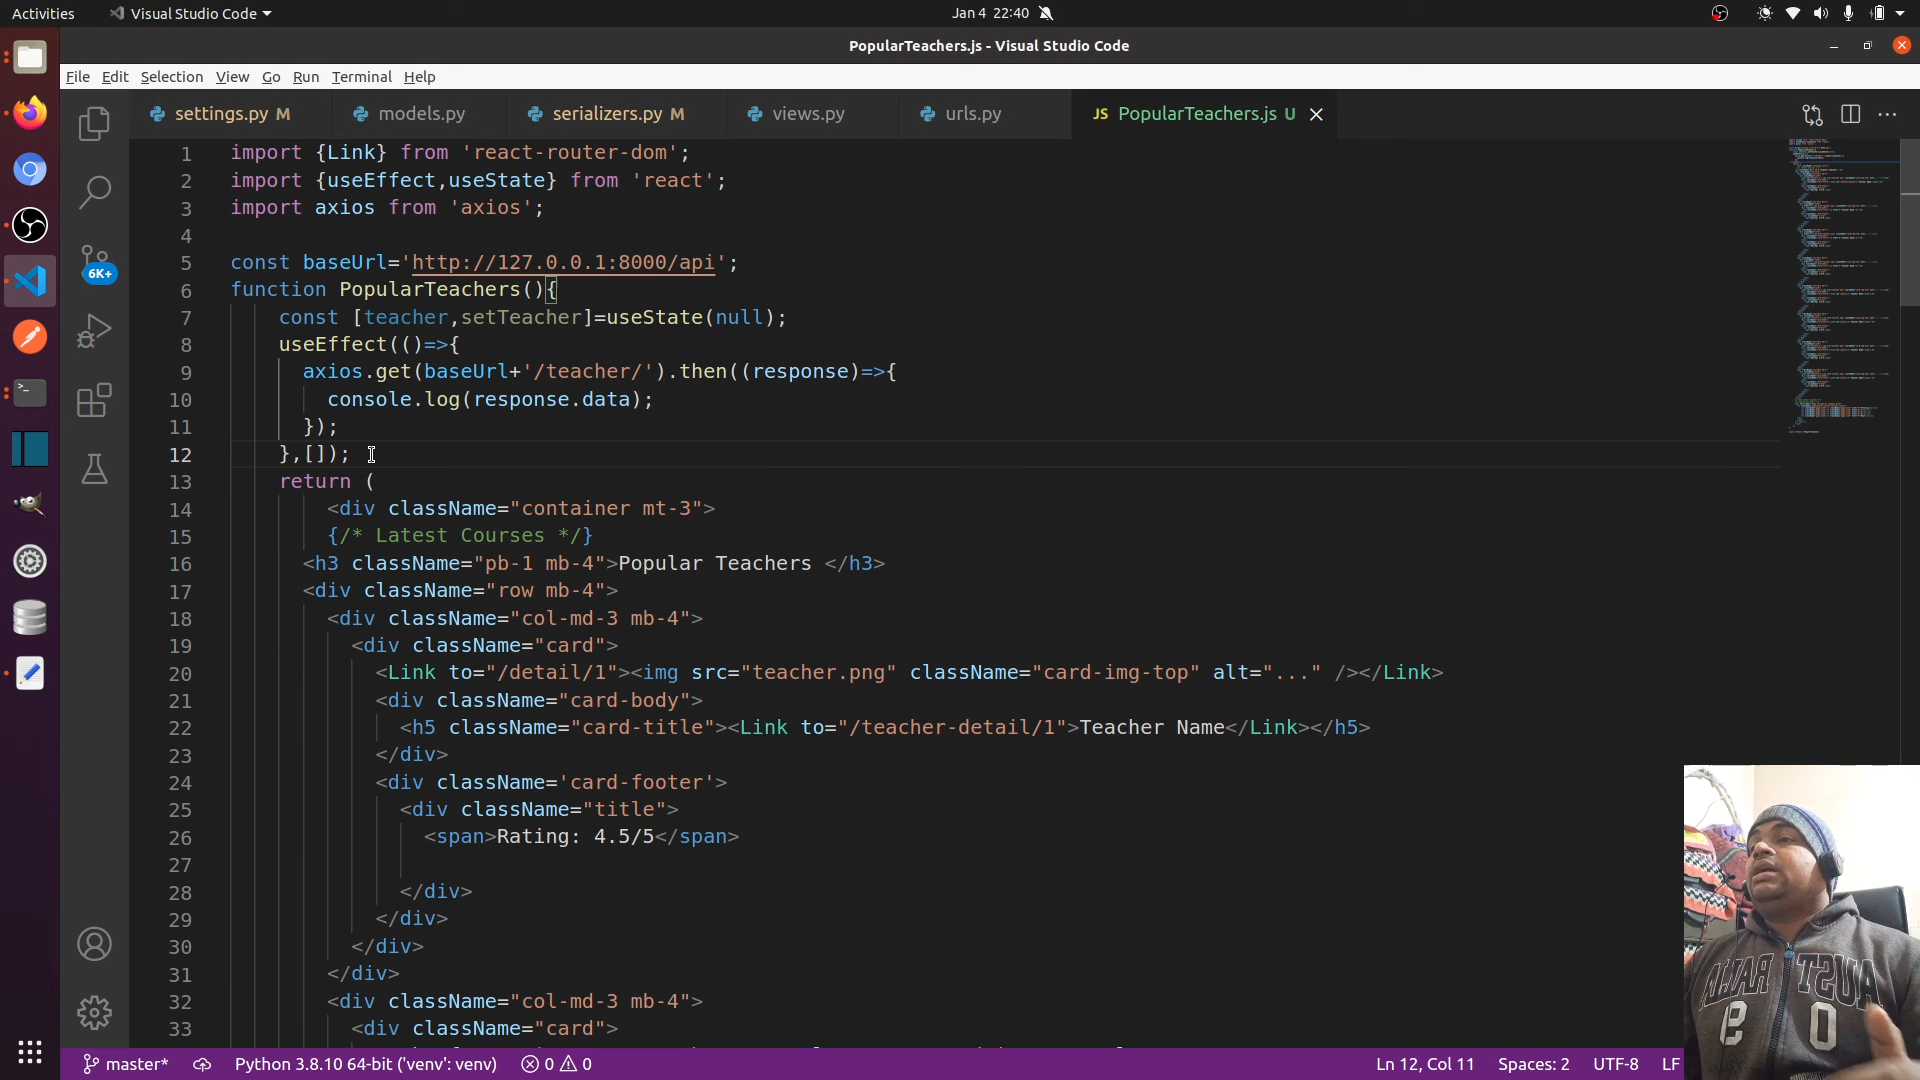 Activities
Visual Studio Code
Jan 4 22:40
PopularTeachers.js - Visual Studio Code
File Edit Selection View Go Run Terminal Help
settings.py M
models.py
serializers.py M
views.py
urls.py
JS PopularTeachers.js U
6K+
1 import {Link} from 'react-router-dom';
2 import {useEffect,useState} from 'react';
3 import axios from 'axios';
4
5 const baseUrl='http://127.0.0.1:8000/api';
6 function PopularTeachers(){
7 const [teacher,setTeacher]=useState(null);
8 useEffect(()=>{
9 axios.get(baseUrl+'/teacher/').then((response)=>{
10 console.log(response.data);
11 });
12 },[]);
13 return (
14 <div className="container mt-3">
15 {/* Latest Courses */}
16 <h3 className="pb-1 mb-4">Popular Teachers </h3>
17 <div className="row mb-4">
18 <div className="col-md-3 mb-4">
19 <div className="card">
20 <Link to="/detail/1"><img src="teacher.png" className="card-img-top" alt="..." /></Link>
21 <div className="card-body">
22 <h5 className="card-title"><Link to="/teacher-detail/1">Teacher Name</Link></h5>
23 </div>
24 <div className='card-footer'>
25 <div className="title">
26 <span>Rating: 4.5/5</span>
27
28 </div>
29 </div>
30 </div>
31 </div>
32 <div className="col-md-3 mb-4">
33 <div className="card">
master*
Python 3.8.10 64-bit ('venv': venv)
0 0
Ln 12, Col 11
Spaces: 2
UTF-8
LF